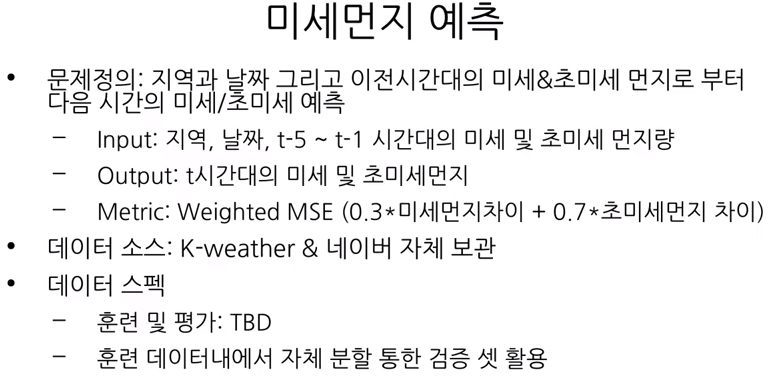 미세먼지 예측
• 문제정의: 지역과 날짜 그리고 이전시간대의 미세&초미세 먼지로 부터
다음 시간의 미세/초미세 예측
– Input: 지역, 날짜, t-5 ~ t-1 시간대의 미세 및 초미세 먼지량
– Output: t시간대의 미세 및 초미세먼지
– Metric: Weighted MSE (0.3*미세먼지차이 + 0.7*초미세먼지 차이)
• 데이터 소스: K-weather & 네이버 자체 보관
• 데이터 스펙
– 훈련 및 평가: TBD
– 훈련 데이터내에서 자체 분할 통한 검증 셋 활용